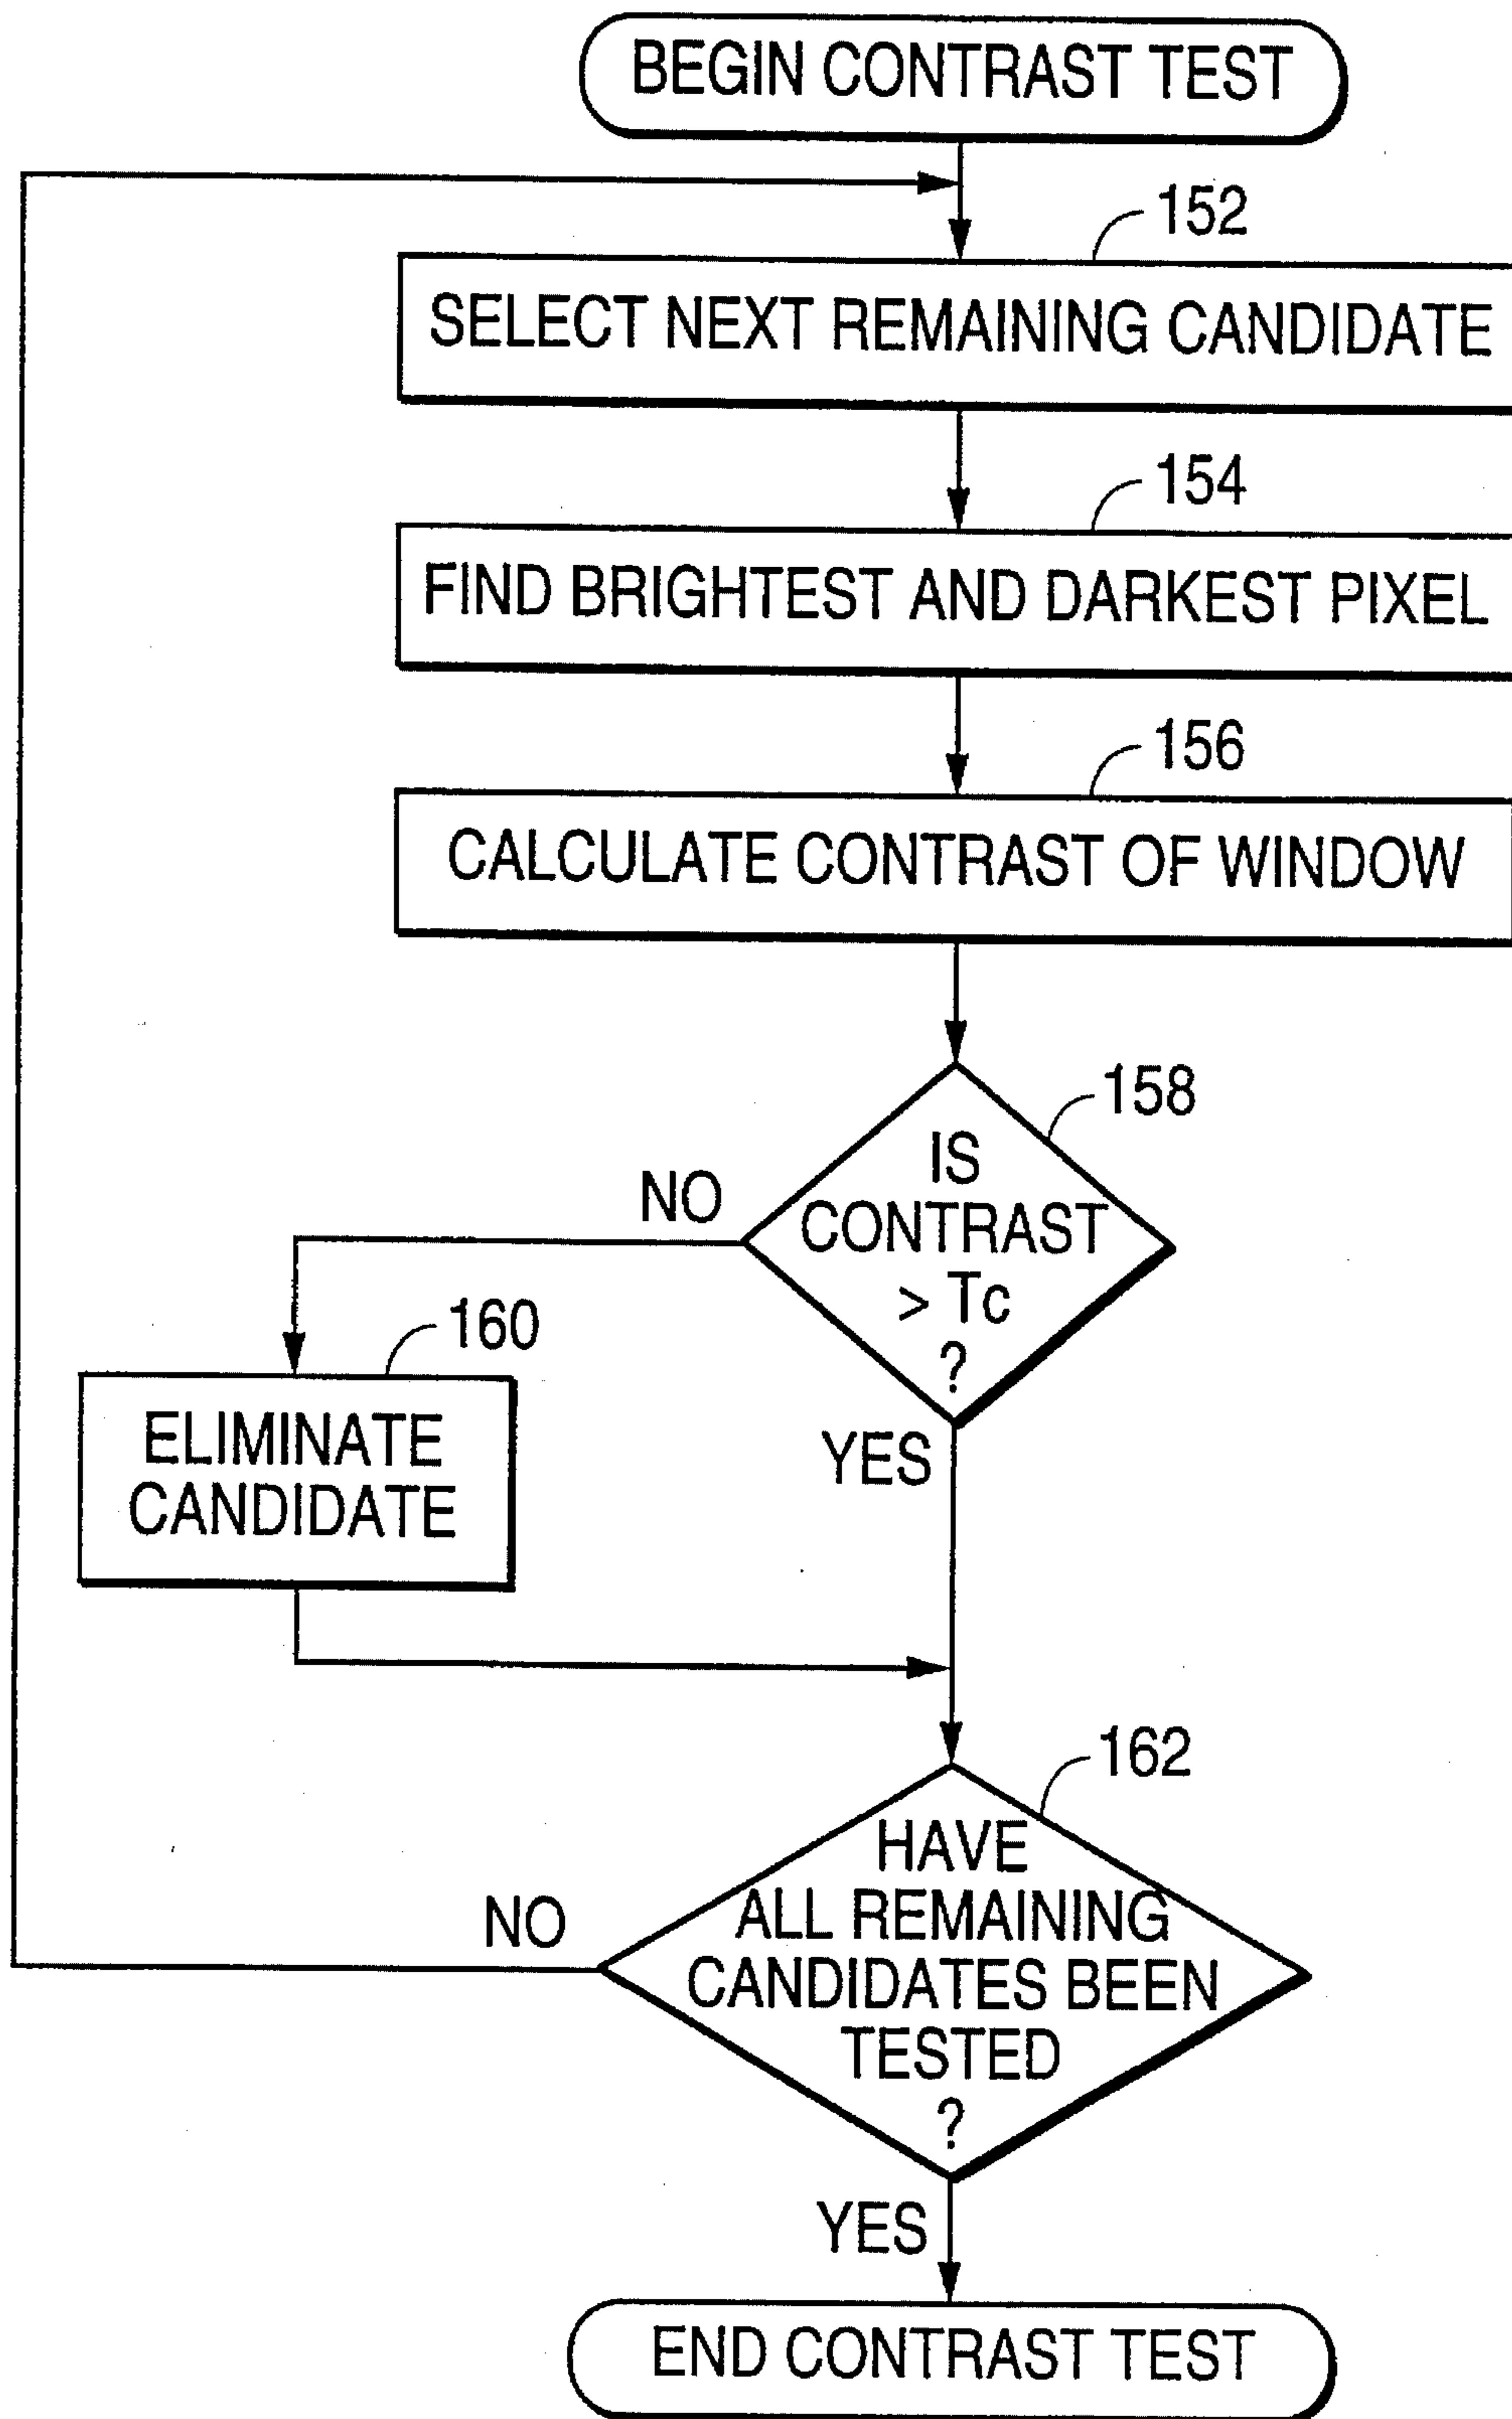 BEGIN CONTRAST TEST
152
SELECT NEXT REMAINING CANDIDATE
154
FIND BRIGHTEST AND DARKEST PIXEL
156
CALCULATE CONTRAST OF WINDOW
158
IS
CONTRAST
> Tc
?
NO
YES
160
ELIMINATE
CANDIDATE
162
HAVE
ALL REMAINING
CANDIDATES BEEN
TESTED
?
NO
YES
END CONTRAST TEST